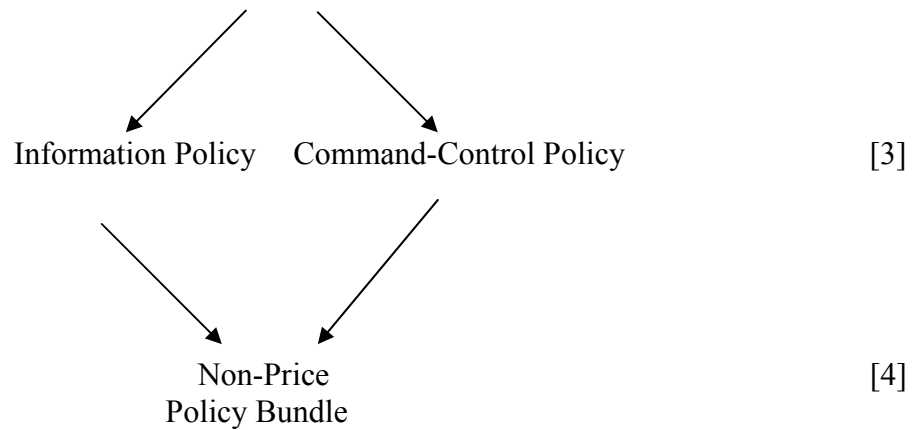 Information Policy Command-Control Policy [3]
Non-Price [4]
Policy Bundle